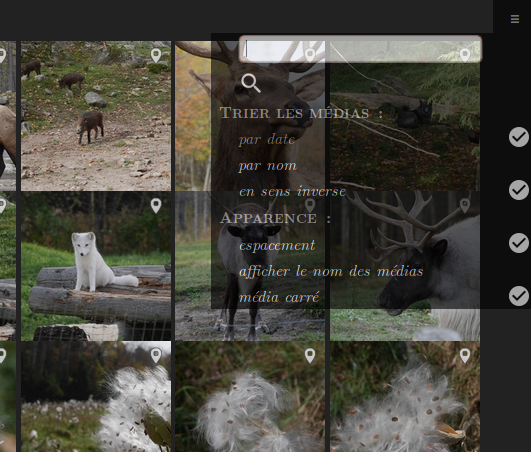 Trier les médias :
par date
par nom
en sens inverse
Apparence :
espacement
afficher le nom des médias
média carré